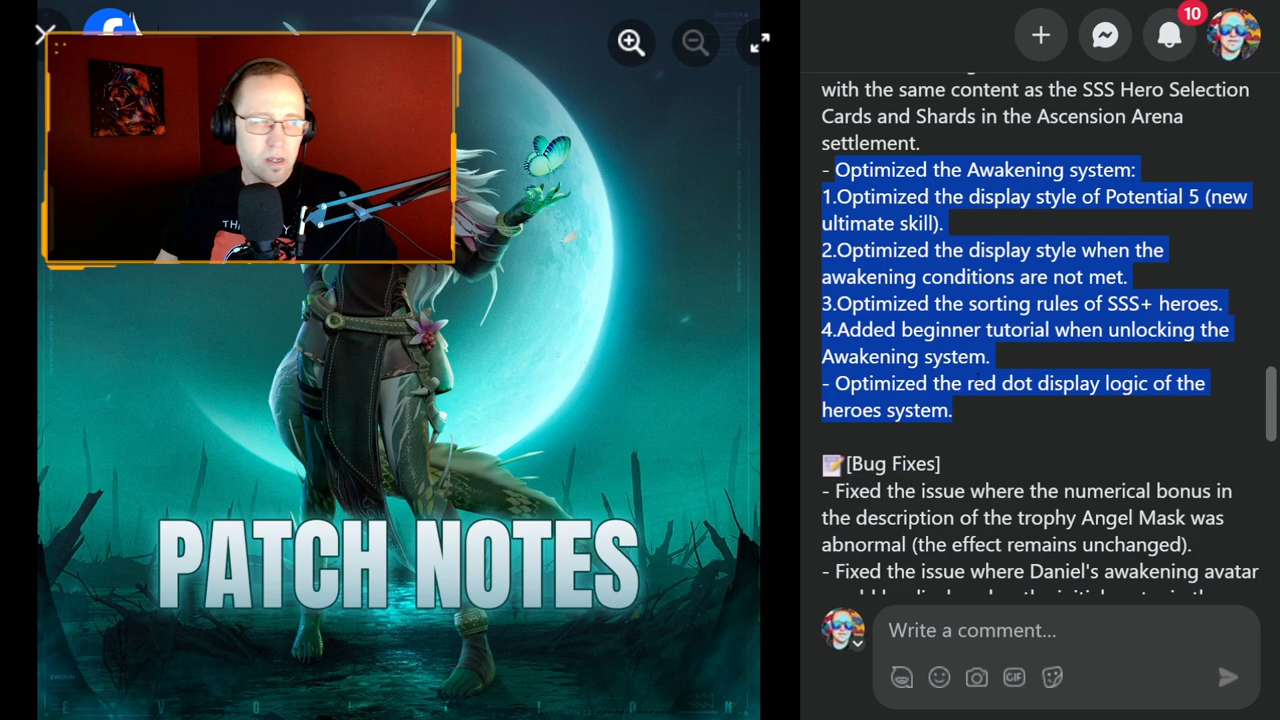 10
with the same content as the SSS Hero Selection
Cards and Shards in the Ascension Arena
settlement.
- Optimized the Awakening system:
1.Optimized the display style of Potential 5 (new
ultimate skill).
2.Optimized the display style when the
awakening conditions are not met.
3.Optimized the sorting rules of SSS+ heroes.
4.Added beginner tutorial when unlocking the
Awakening system.
- Optimized the red dot display logic of the
heroes system.
📝[Bug Fixes]
- Fixed the issue where the numerical bonus in
the description of the trophy Angel Mask was
abnormal (the effect remains unchanged).
- Fixed the issue where Daniel's awakening avatar
Write a comment…
GIF
PATCH NOTES